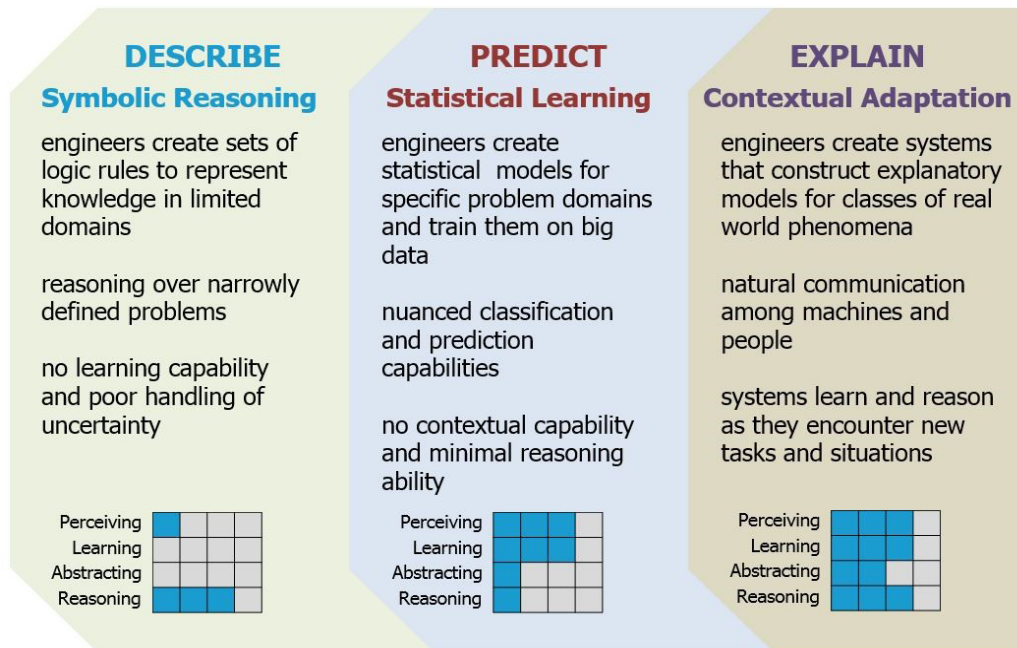 DESCRIBE
Symbolic Reasoning
engineers create sets of
logic rules to represent
knowledge in limited
domains
reasoning over narrowly
defined problems
no learning capability
and poor handling of
uncertainty
Perceiving
Learning
Abstracting
Reasoning
PREDICT
Statistical Learning
engineers create
statistical models for
specific problem domains
and train them on big
data
nuanced classification
and prediction
capabilities
no contextual capability
and minimal reasoning
ability
Perceiving
Learning
Abstracting
Reasoning
EXPLAIN
Contextual Adaptation
engineers create systems
that construct explanatory
models for classes of real
world phenomena
natural communication
among machines and
people
systems learn and reason
as they encounter new
tasks and situations
Perceiving
Learning
Abstracting
Reasoning